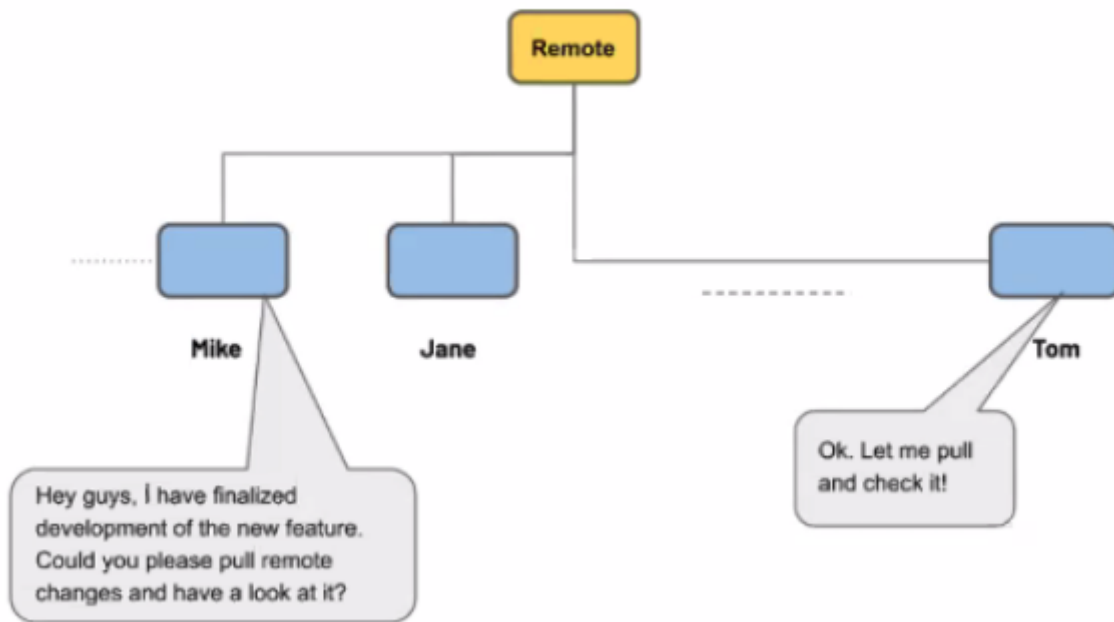 Remote
Mike
Jane
Tom
Hey guys, İ have finalized
development of the new feature.
Could you please pull remote
changes and have a look at it?
Ok. Let me pull
and check it!